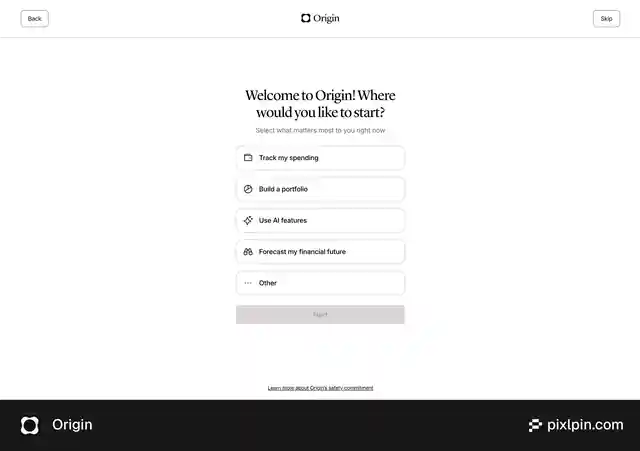 Back
Origin
Skip
Welcome to Origin! Where
would you like to start?
Select what matters most to you right now
Track my spending
Build a portfolio
Use AI features
Forecast my financial future
Other
Next
Learn more about Origin's safety commitment
Origin
pixlpin.com